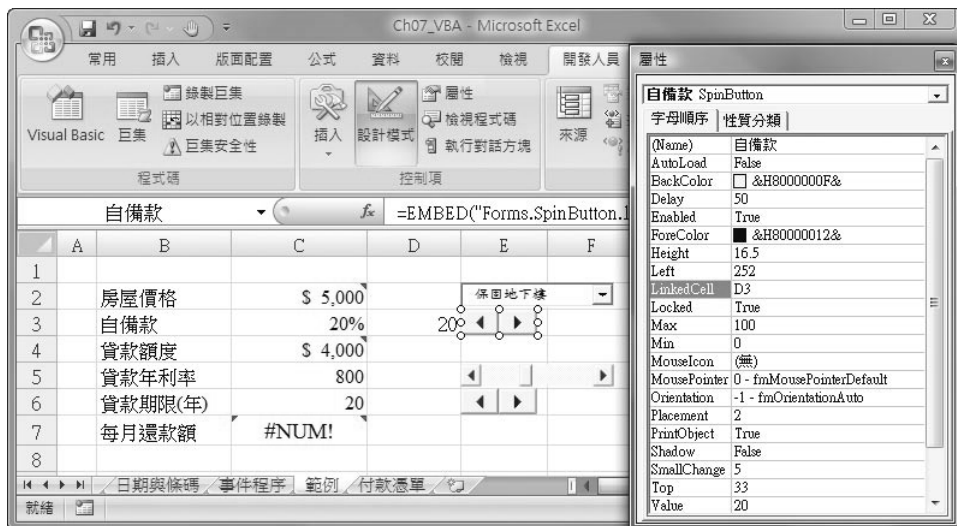 Ch07_VBA - Microsoft Excel
常用 插入 版面配置 公式 資料 校閱 檢視 開發人員
Visual Basic
巨集
錄製巨集
以相對位置錄製
巨集安全性
程式碼
插入
設計模式
屬性
檢視程式碼
執行對話方塊
控制項
來源
自備款
fx =EMBED("Forms.SpinButton.1
A B C D E F
1
2 房屋價格 $ 5,000 保固地下樓
3 自備款 20% 20
4 貸款額度 $ 4,000
5 貸款年利率 800
6 貸款期限(年) 20
7 每月還款額 #NUM!
8
日期與條碼 事件程序 範例 付款憑單
就緒
屬性
自備款 SpinButton
字母順序 性質分類
(Name) 自備款
AutoLoad False
BackColor &H8000000F&
Delay 50
Enabled True
ForeColor &H80000012&
Height 16.5
Left 252
LinkedCell D3
Locked True
Max 100
Min 0
MouseIcon (無)
MousePointer 0 - fmMousePointerDefault
Orientation -1 - fmOrientationAuto
Placement 2
PrintObject True
Shadow False
SmallChange 5
Top 33
Value 20